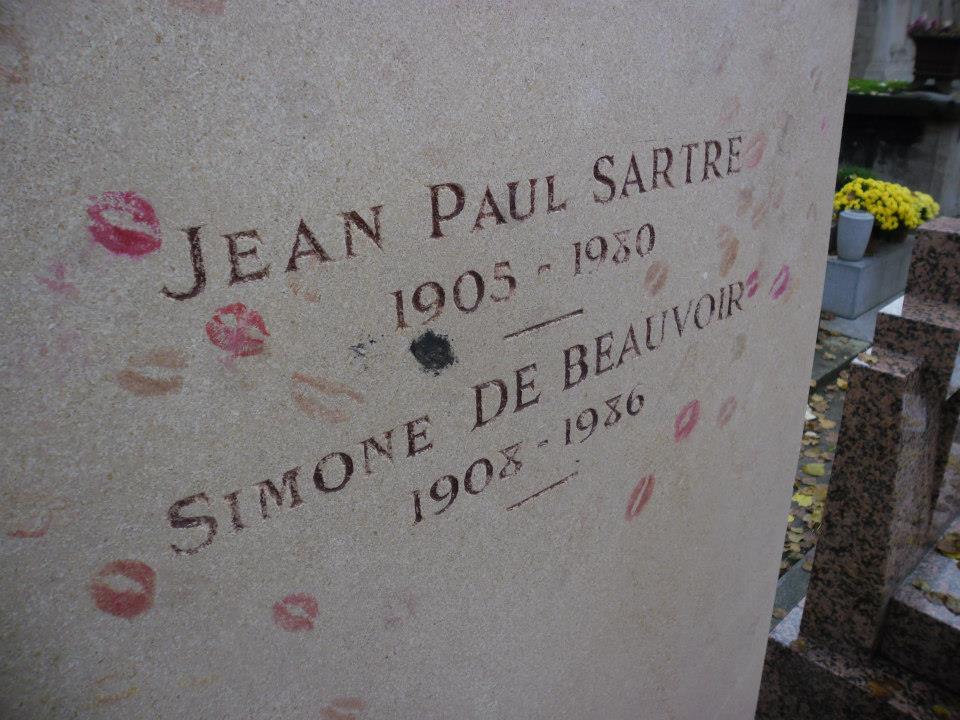 JEAN PAUL SARTRE
1905 - 1980
SIMONE DE BEAUVOIR
1908 - 1986